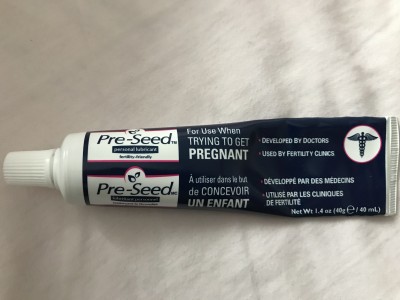 Pre-Seed™
personal lubricant
fertility-friendly
For Use When
TRYING TO GET
PREGNANT
• DEVELOPED BY DOCTORS
• USED BY FERTILITY CLINICS
Pre-Seed
lubrifiant personnel
À utiliser dans le but
de CONCEVOIR
UN ENFANT
• DÉVELOPPÉ PAR DES MÉDECINS
• UTILISÉ PAR LES CLINIQUES
DE FERTILITÉ
Net Wt 1.4 oz (40g ℮ / 40 mL)